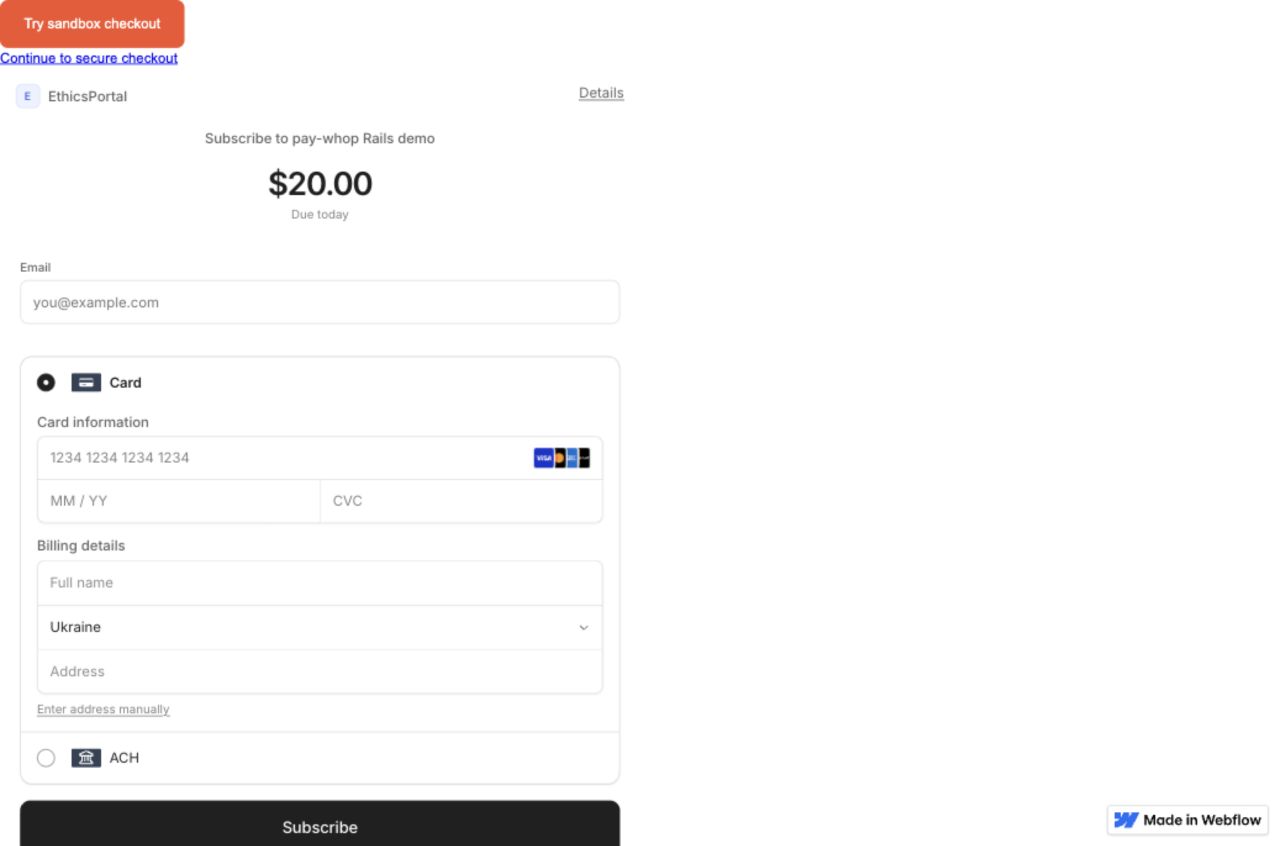 Try sandbox checkout
Continue to secure checkout
E EthicsPortal Details
Subscribe to pay-whop Rails demo
$20.00
Due today
Email
you@example.com
Card
Card information
1234 1234 1234 1234 VISA
MM / YY CVC
Billing details
Full name
Ukraine
Address
Enter address manually
ACH
Subscribe
Made in Webflow